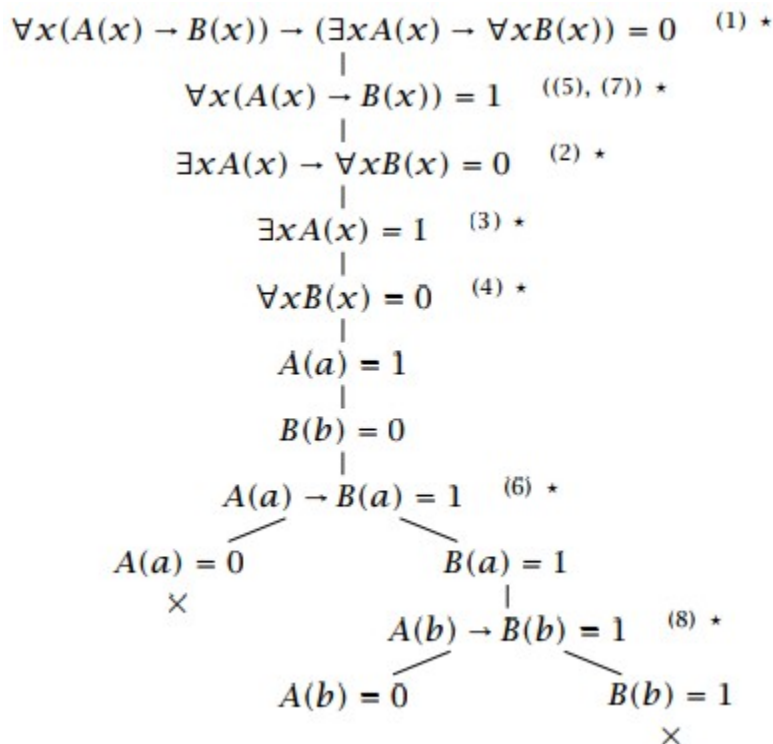 ∀x(A(x) → B(x)) → (∃xA(x) → ∀xB(x)) = 0 (1) ⋆
∀x(A(x) → B(x)) = 1 ((5), (7)) ⋆
∃xA(x) → ∀xB(x) = 0 (2) ⋆
∃xA(x) = 1 (3) ⋆
∀xB(x) = 0 (4) ⋆
A(a) = 1
B(b) = 0
A(a) → B(a) = 1 (6) ⋆
A(a) = 0 B(a) = 1
×
A(b) → B(b) = 1 (8) ⋆
A(b) = 0 B(b) = 1
×